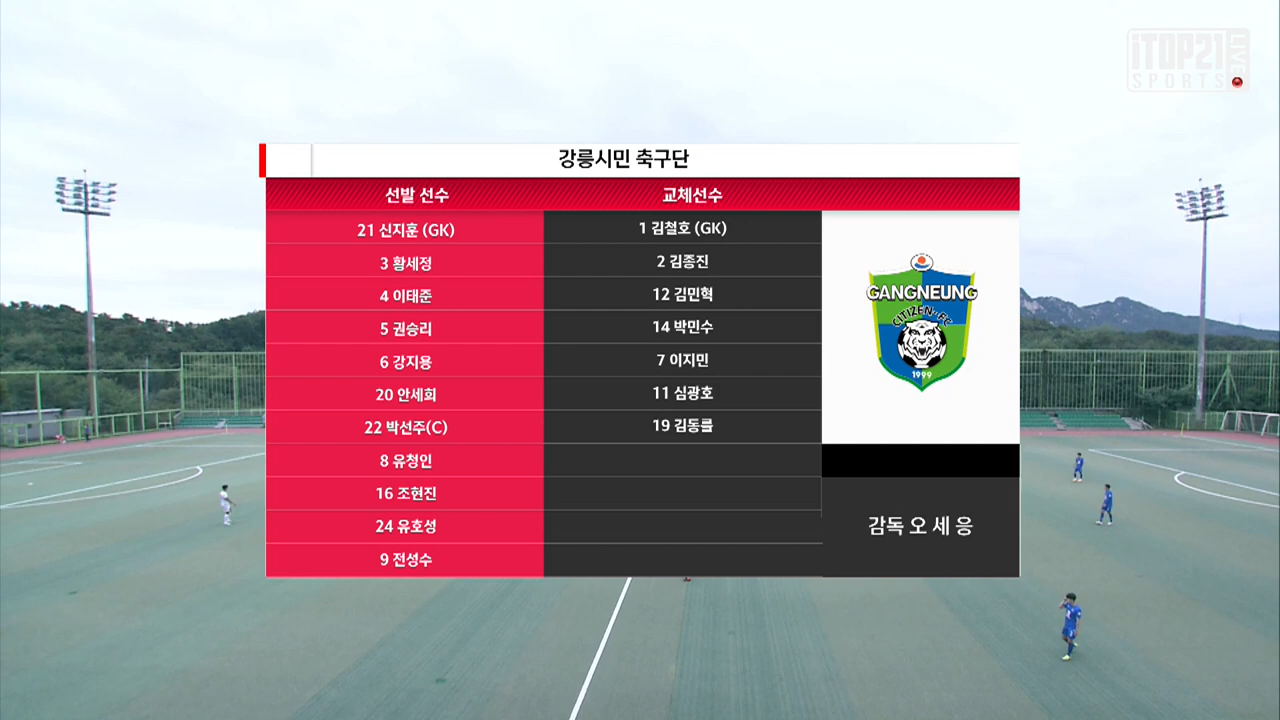 iTOP21
LIVE
SPORTS
강릉시민 축구단
선발 선수
교체선수
21 신지훈 (GK)
1 김철호 (GK)
3 황세정
2 김종진
4 이태준
12 김민혁
5 권승리
14 박민수
6 강지용
7 이지민
20 안세희
11 심광호
22 박선주(C)
19 김동률
8 유청인
16 조현진
24 유호성
9 전성수
GANGNEUNG
CITIZEN-FC
1999
감독 오 세 응